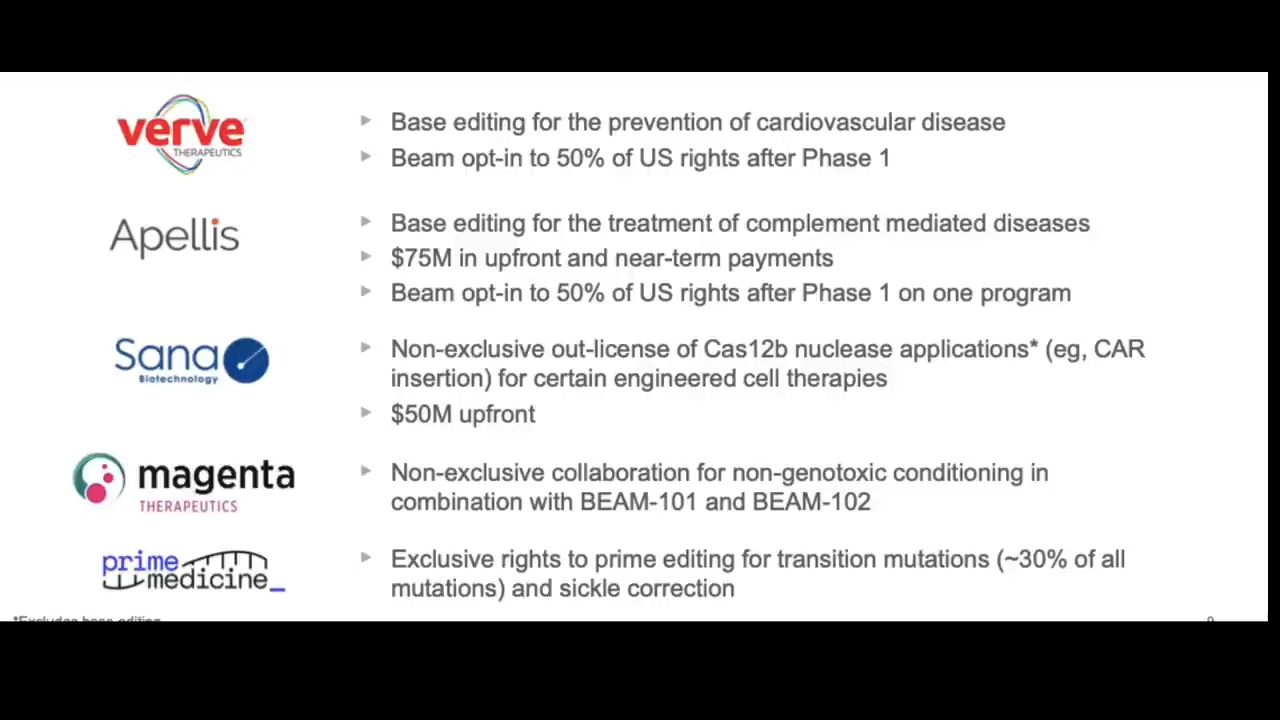 verve
THERAPEUTICS
Base editing for the prevention of cardiovascular disease
Beam opt-in to 50% of US rights after Phase 1
Apellis
Base editing for the treatment of complement mediated diseases
$75M in upfront and near-term payments
Beam opt-in to 50% of US rights after Phase 1 on one program
Sana
Biotechnology
Non-exclusive out-license of Cas12b nuclease applications* (eg, CAR
insertion) for certain engineered cell therapies
$50M upfront
magenta
THERAPEUTICS
Non-exclusive collaboration for non-genotoxic conditioning in
combination with BEAM-101 and BEAM-102
prime
medicine_
Exclusive rights to prime editing for transition mutations (~30% of all
mutations) and sickle correction
*Excludes base editing